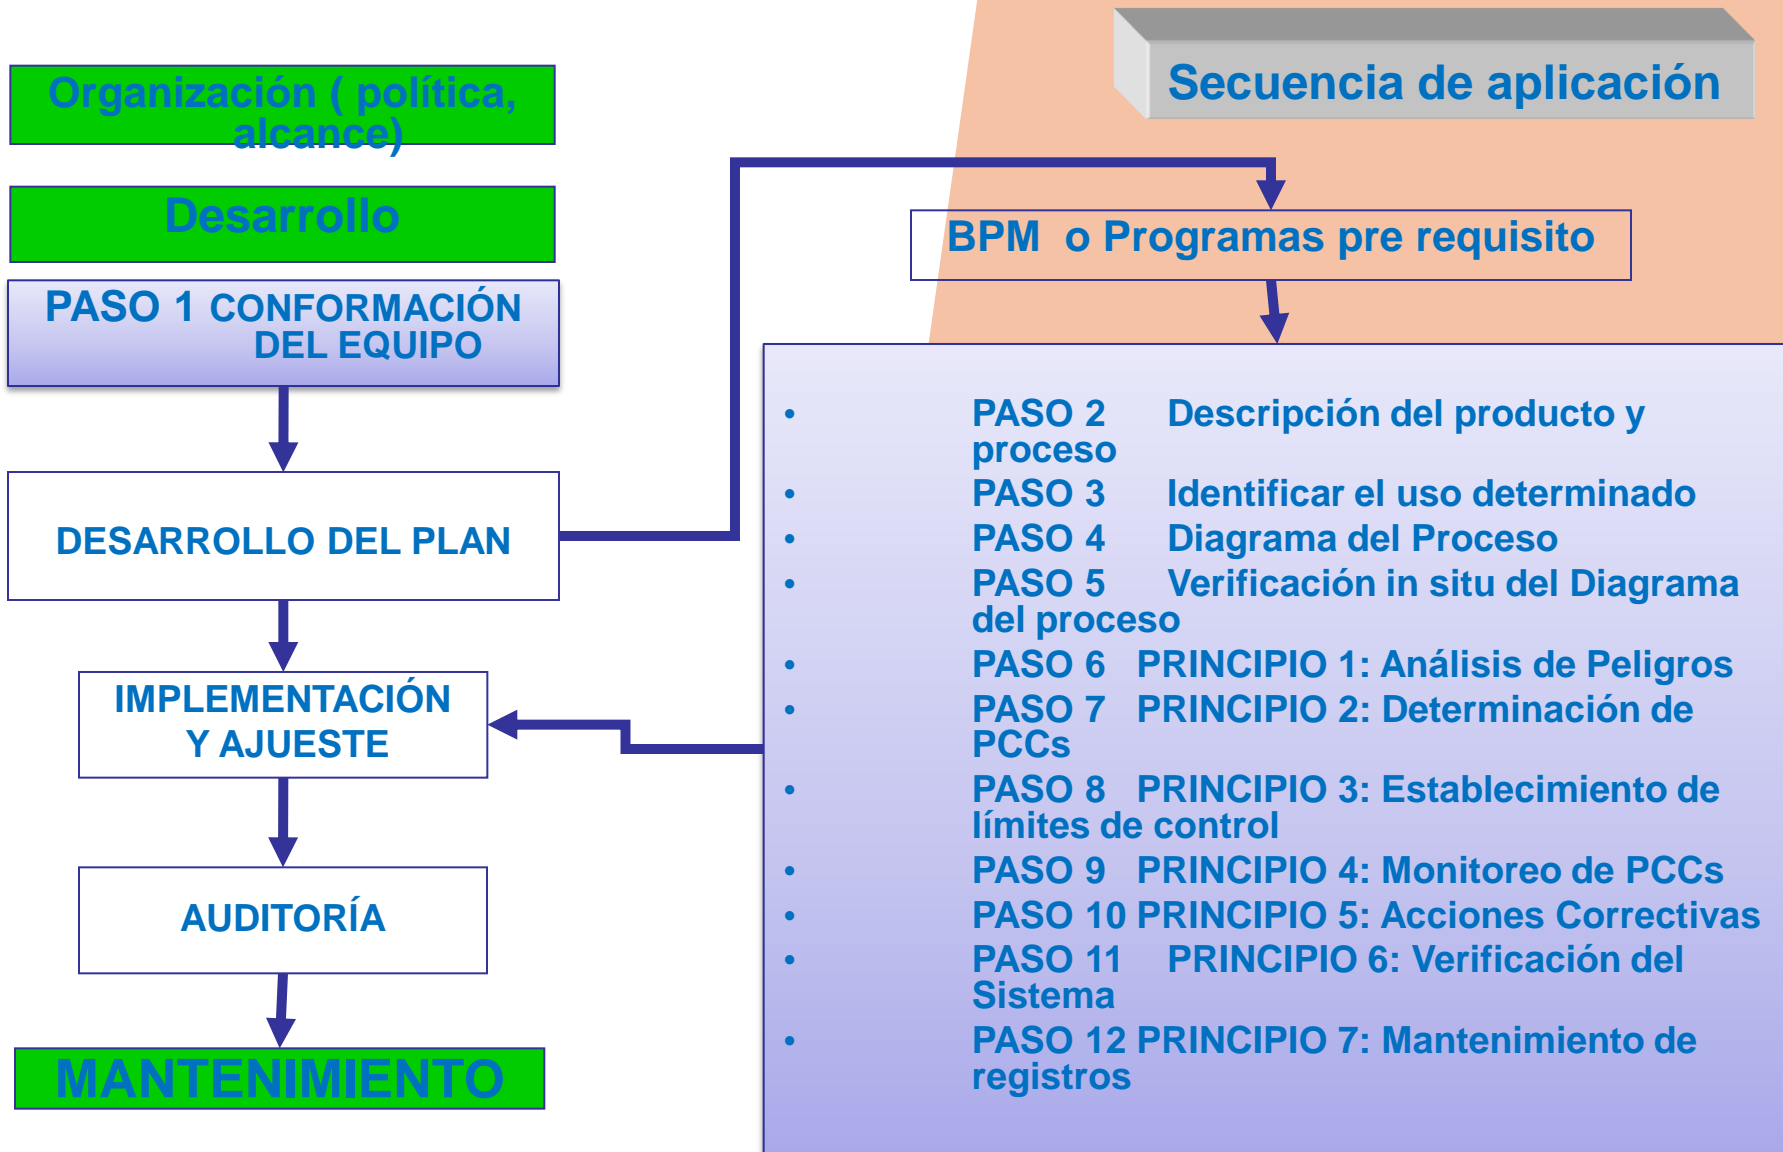 Secuencia de aplicación
Organización ( política,
alcance)
Desarrollo
PASO 1 CONFORMACIÓN
DEL EQUIPO
DESARROLLO DEL PLAN
IMPLEMENTACIÓN
Y AJUESTE
AUDITORÍA
MANTENIMIENTO
BPM o Programas pre requisito
• PASO 2 Descripción del producto y
proceso
• PASO 3 Identificar el uso determinado
• PASO 4 Diagrama del Proceso
• PASO 5 Verificación in situ del Diagrama
del proceso
• PASO 6 PRINCIPIO 1: Análisis de Peligros
• PASO 7 PRINCIPIO 2: Determinación de
PCCs
• PASO 8 PRINCIPIO 3: Establecimiento de
límites de control
• PASO 9 PRINCIPIO 4: Monitoreo de PCCs
• PASO 10 PRINCIPIO 5: Acciones Correctivas
• PASO 11 PRINCIPIO 6: Verificación del
Sistema
• PASO 12 PRINCIPIO 7: Mantenimiento de
registros